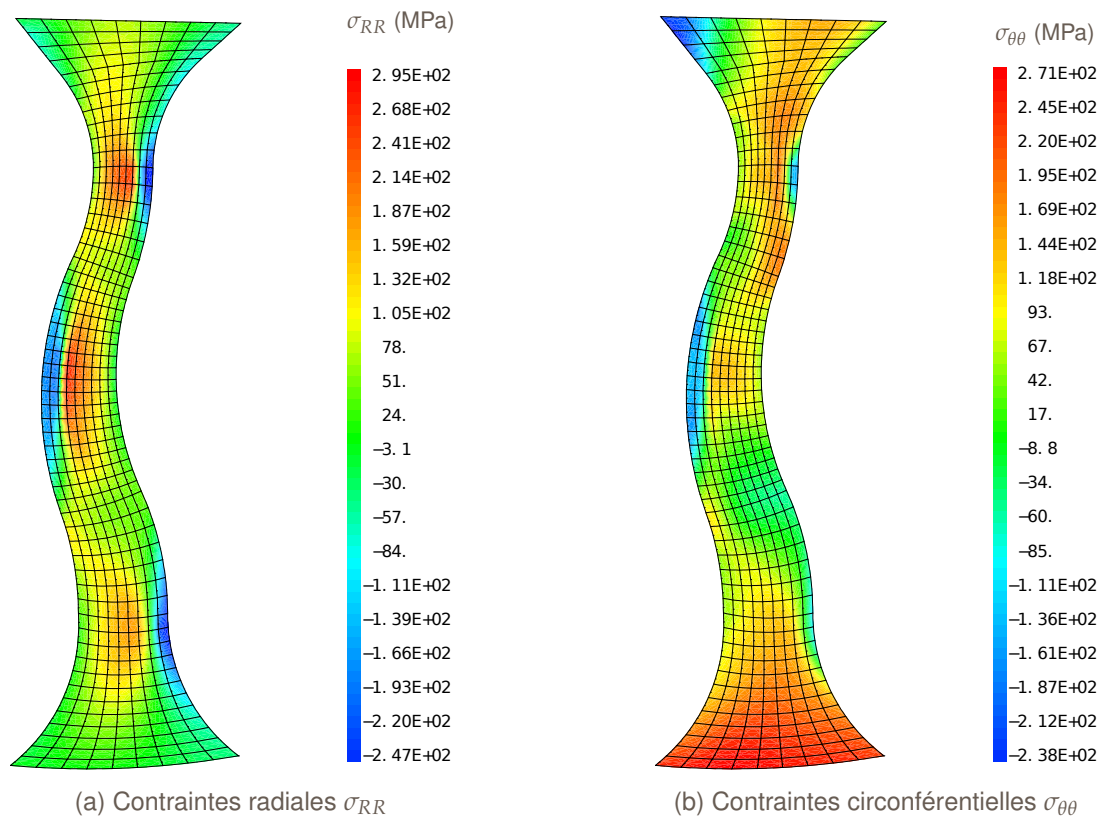 σ_RR (MPa)
2.95E+02
2.68E+02
2.41E+02
2.14E+02
1.87E+02
1.59E+02
1.32E+02
1.05E+02
78.
51.
24.
−3.1
−30.
−57.
−84.
−1.11E+02
−1.39E+02
−1.66E+02
−1.93E+02
−2.20E+02
−2.47E+02
(a) Contraintes radiales σ_RR
σ_θθ (MPa)
2.71E+02
2.45E+02
2.20E+02
1.95E+02
1.69E+02
1.44E+02
1.18E+02
93.
67.
42.
17.
−8.8
−34.
−60.
−85.
−1.11E+02
−1.36E+02
−1.61E+02
−1.87E+02
−2.12E+02
−2.38E+02
(b) Contraintes circonférentielles σ_θθ